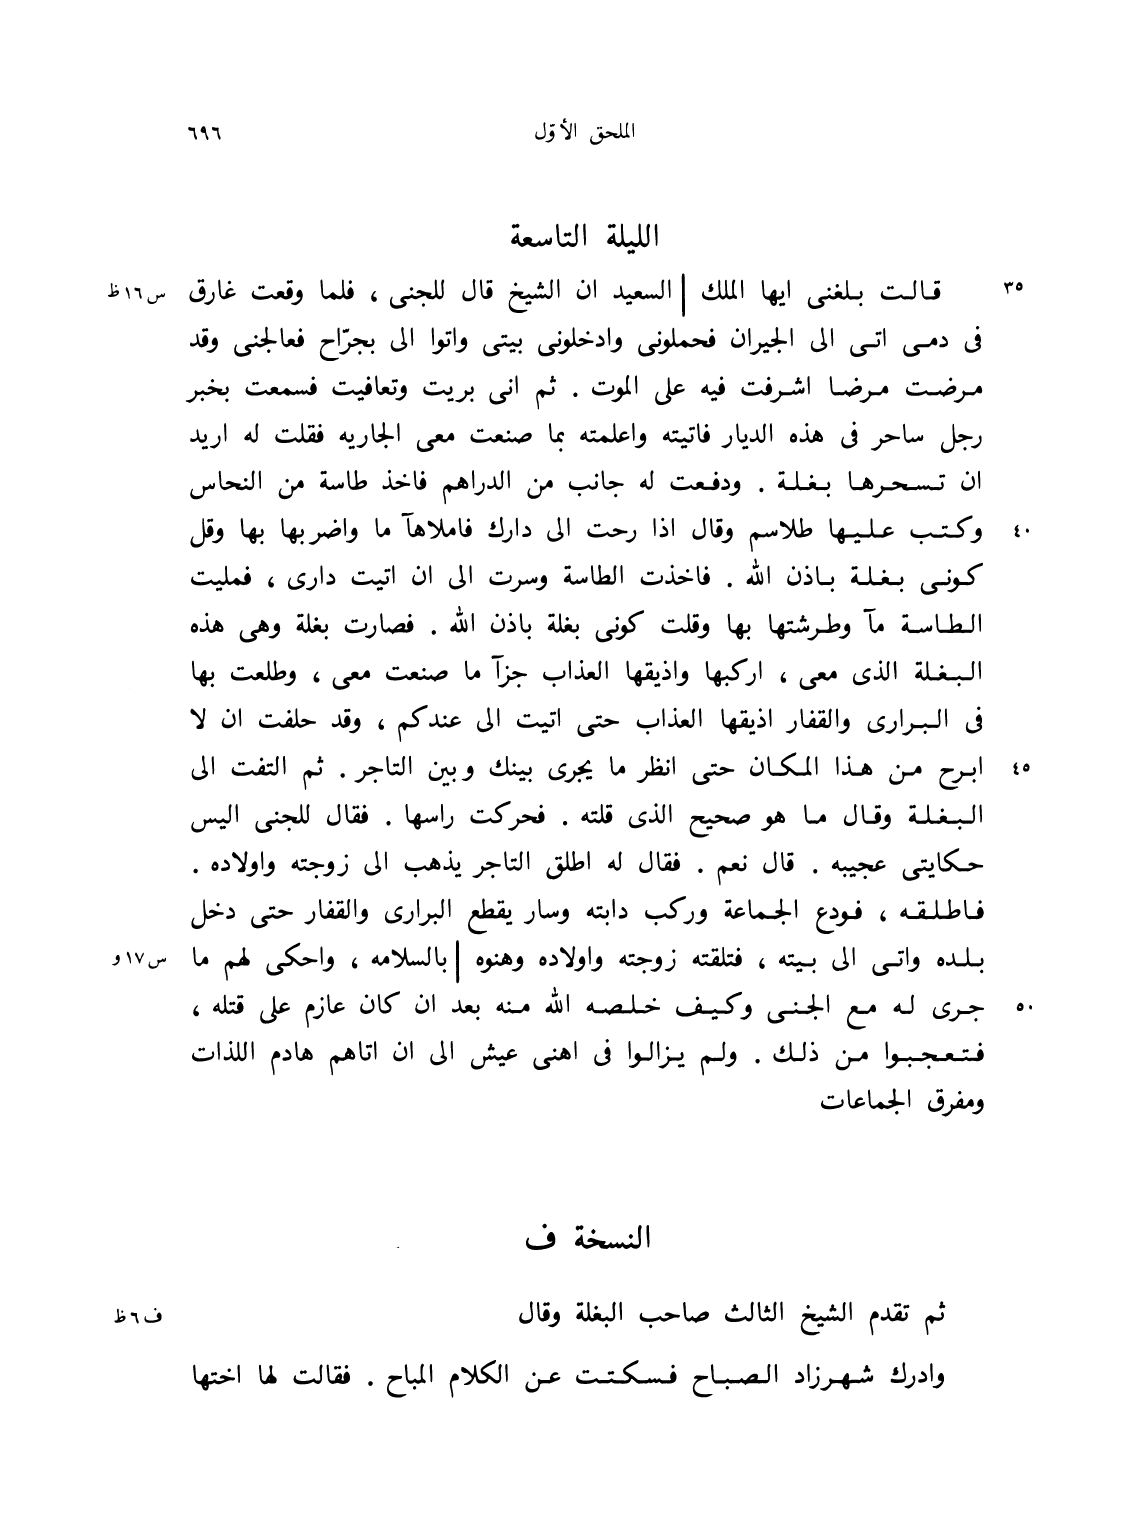 الملحق الأوّل ٦٩٦
الليلة التاسعة
٣٥ قالت بلغنى ايها الملك | السعيد ان الشيخ قال للجنى ، فلما وقعت غارق س١٦ظ
فى دمى اتى الى الجيران فحملونى وادخلونى بيتى واتوا الى بجرّاح فعالجنى وقد
مرضت مرضا اشرفت فيه على الموت . ثم انى بريت وتعافيت فسمعت بخبر
رجل ساحر فى هذه الديار فاتيته واعلمته بما صنعت معى الجاريه فقلت له اريد
ان تسحرها بغلة . ودفعت له جانب من الدراهم فاخذ طاسة من النحاس
٤٠ وكتب عليها طلاسم وقال اذا رحت الى دارك فاملاهآ ما واضربها بها وقل
كونى بغلة باذن الله . فاخذت الطاسة وسرت الى ان اتيت دارى ، فمليت
الطاسة مآ وطرشتها بها وقلت كونى بغلة باذن الله . فصارت بغلة وهى هذه
البغلة الذى معى ، اركبها واذيقها العذاب جزآ ما صنعت معى ، وطلعت بها
فى البرارى والقفار اذيقها العذاب حتى اتيت الى عندكم ، وقد حلفت ان لا
٤٥ ابرح من هذا المكان حتى انظر ما يجرى بينك وبين التاجر . ثم التفت الى
البغلة وقال ما هو صحيح الذى قلته . فحركت راسها . فقال للجنى اليس
حكايتى عجيبه . قال نعم . فقال له اطلق التاجر يذهب الى زوجته واولاده .
فاطلقه ، فودع الجماعة وركب دابته وسار يقطع البرارى والقفار حتى دخل
بلده واتى الى بيته ، فتلقته زوجته واولاده وهنوه | بالسلامه ، واحكى لهم ما س١٧و
٥٠ جرى له مع الجنى وكيف خلصه الله منه بعد ان كان عازم على قتله ،
فتعجبوا من ذلك . ولم يزالوا فى اهنى عيش الى ان اتاهم هادم اللذات
ومفرق الجماعات
النسخة ف
ثم تقدم الشيخ الثالث صاحب البغلة وقال ف٦ظ
وادرك شهرزاد الصباح فسكتت عن الكلام المباح . فقالت لها اختها